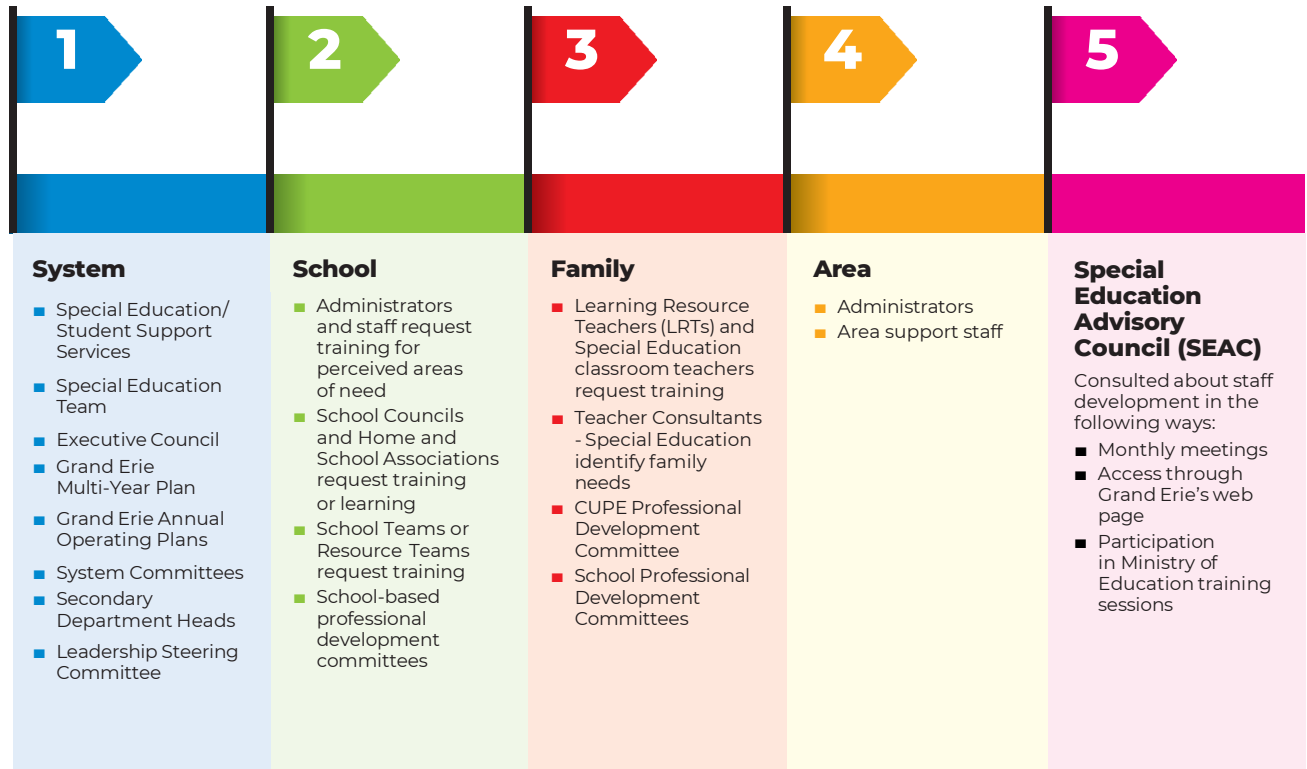 1
2
3
4
5
System
Special Education/
Student Support
Services
Special Education
Team
Executive Council
Grand Erie
Multi-Year Plan
Grand Erie Annual
Operating Plans
System Committees
Secondary
Department Heads
Leadership Steering
Committee
School
Administrators
and staff request
training for
perceived areas
of need
School Councils
and Home and
School Associations
request training
or learning
School Teams or
Resource Teams
request training
School-based
professional
development
committees
Family
Learning Resource
Teachers (LRTs) and
Special Education
classroom teachers
request training
Teacher Consultants
- Special Education
identify family
needs
CUPE Professional
Development
Committee
School Professional
Development
Committees
Area
Administrators
Area support staff
Special
Education
Advisory
Council (SEAC)
Consulted about staff
development in the
following ways:
Monthly meetings
Access through
Grand Erie's web
page
Participation
in Ministry of
Education training
sessions